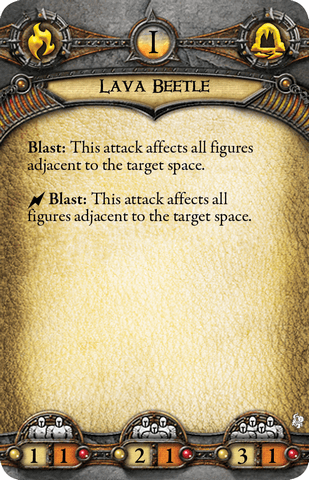 I
Lava Beetle
Blast: This attack affects all figures
adjacent to the target space.
Blast: This attack affects all
figures adjacent to the target space.
1 1 2 1 3 1